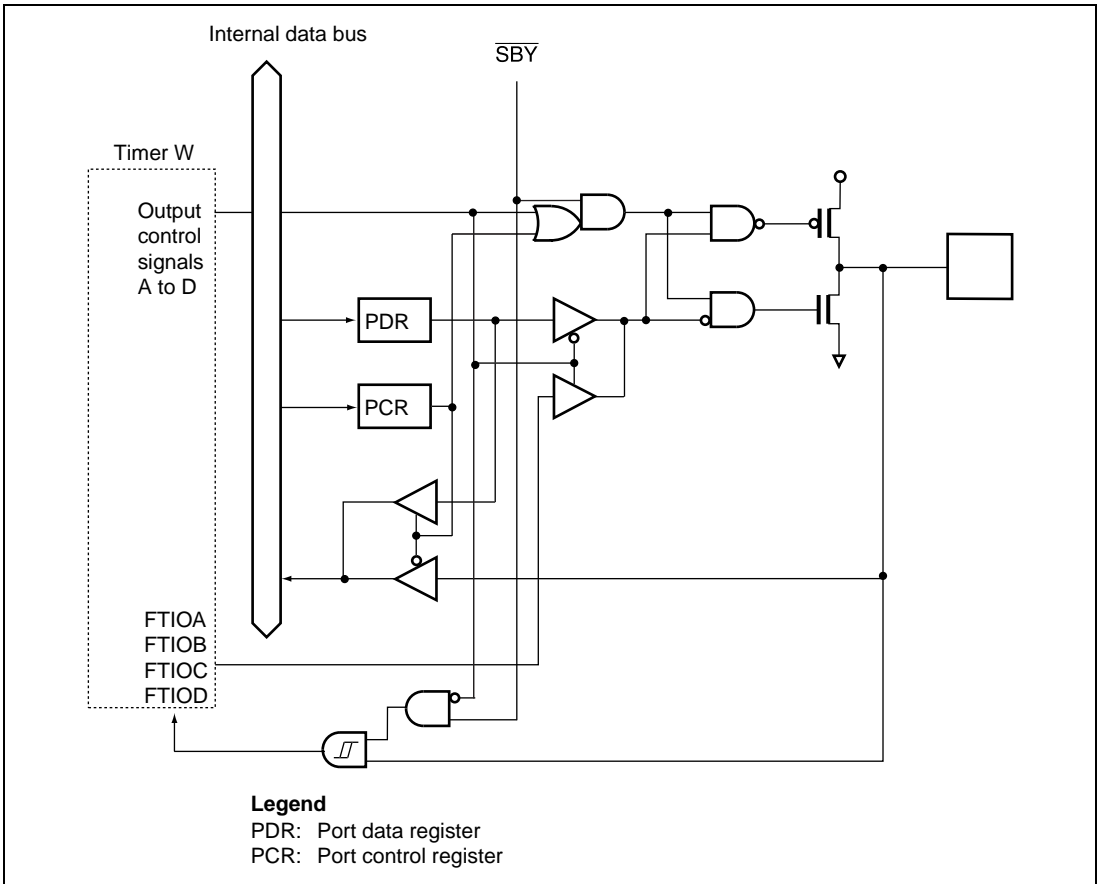 Internal data bus
S̅B̅Y̅
Timer W
Output
control
signals
A to D
PDR
PCR
FTIOA
FTIOB
FTIOC
FTIOD
Legend
PDR: Port data register
PCR: Port control register